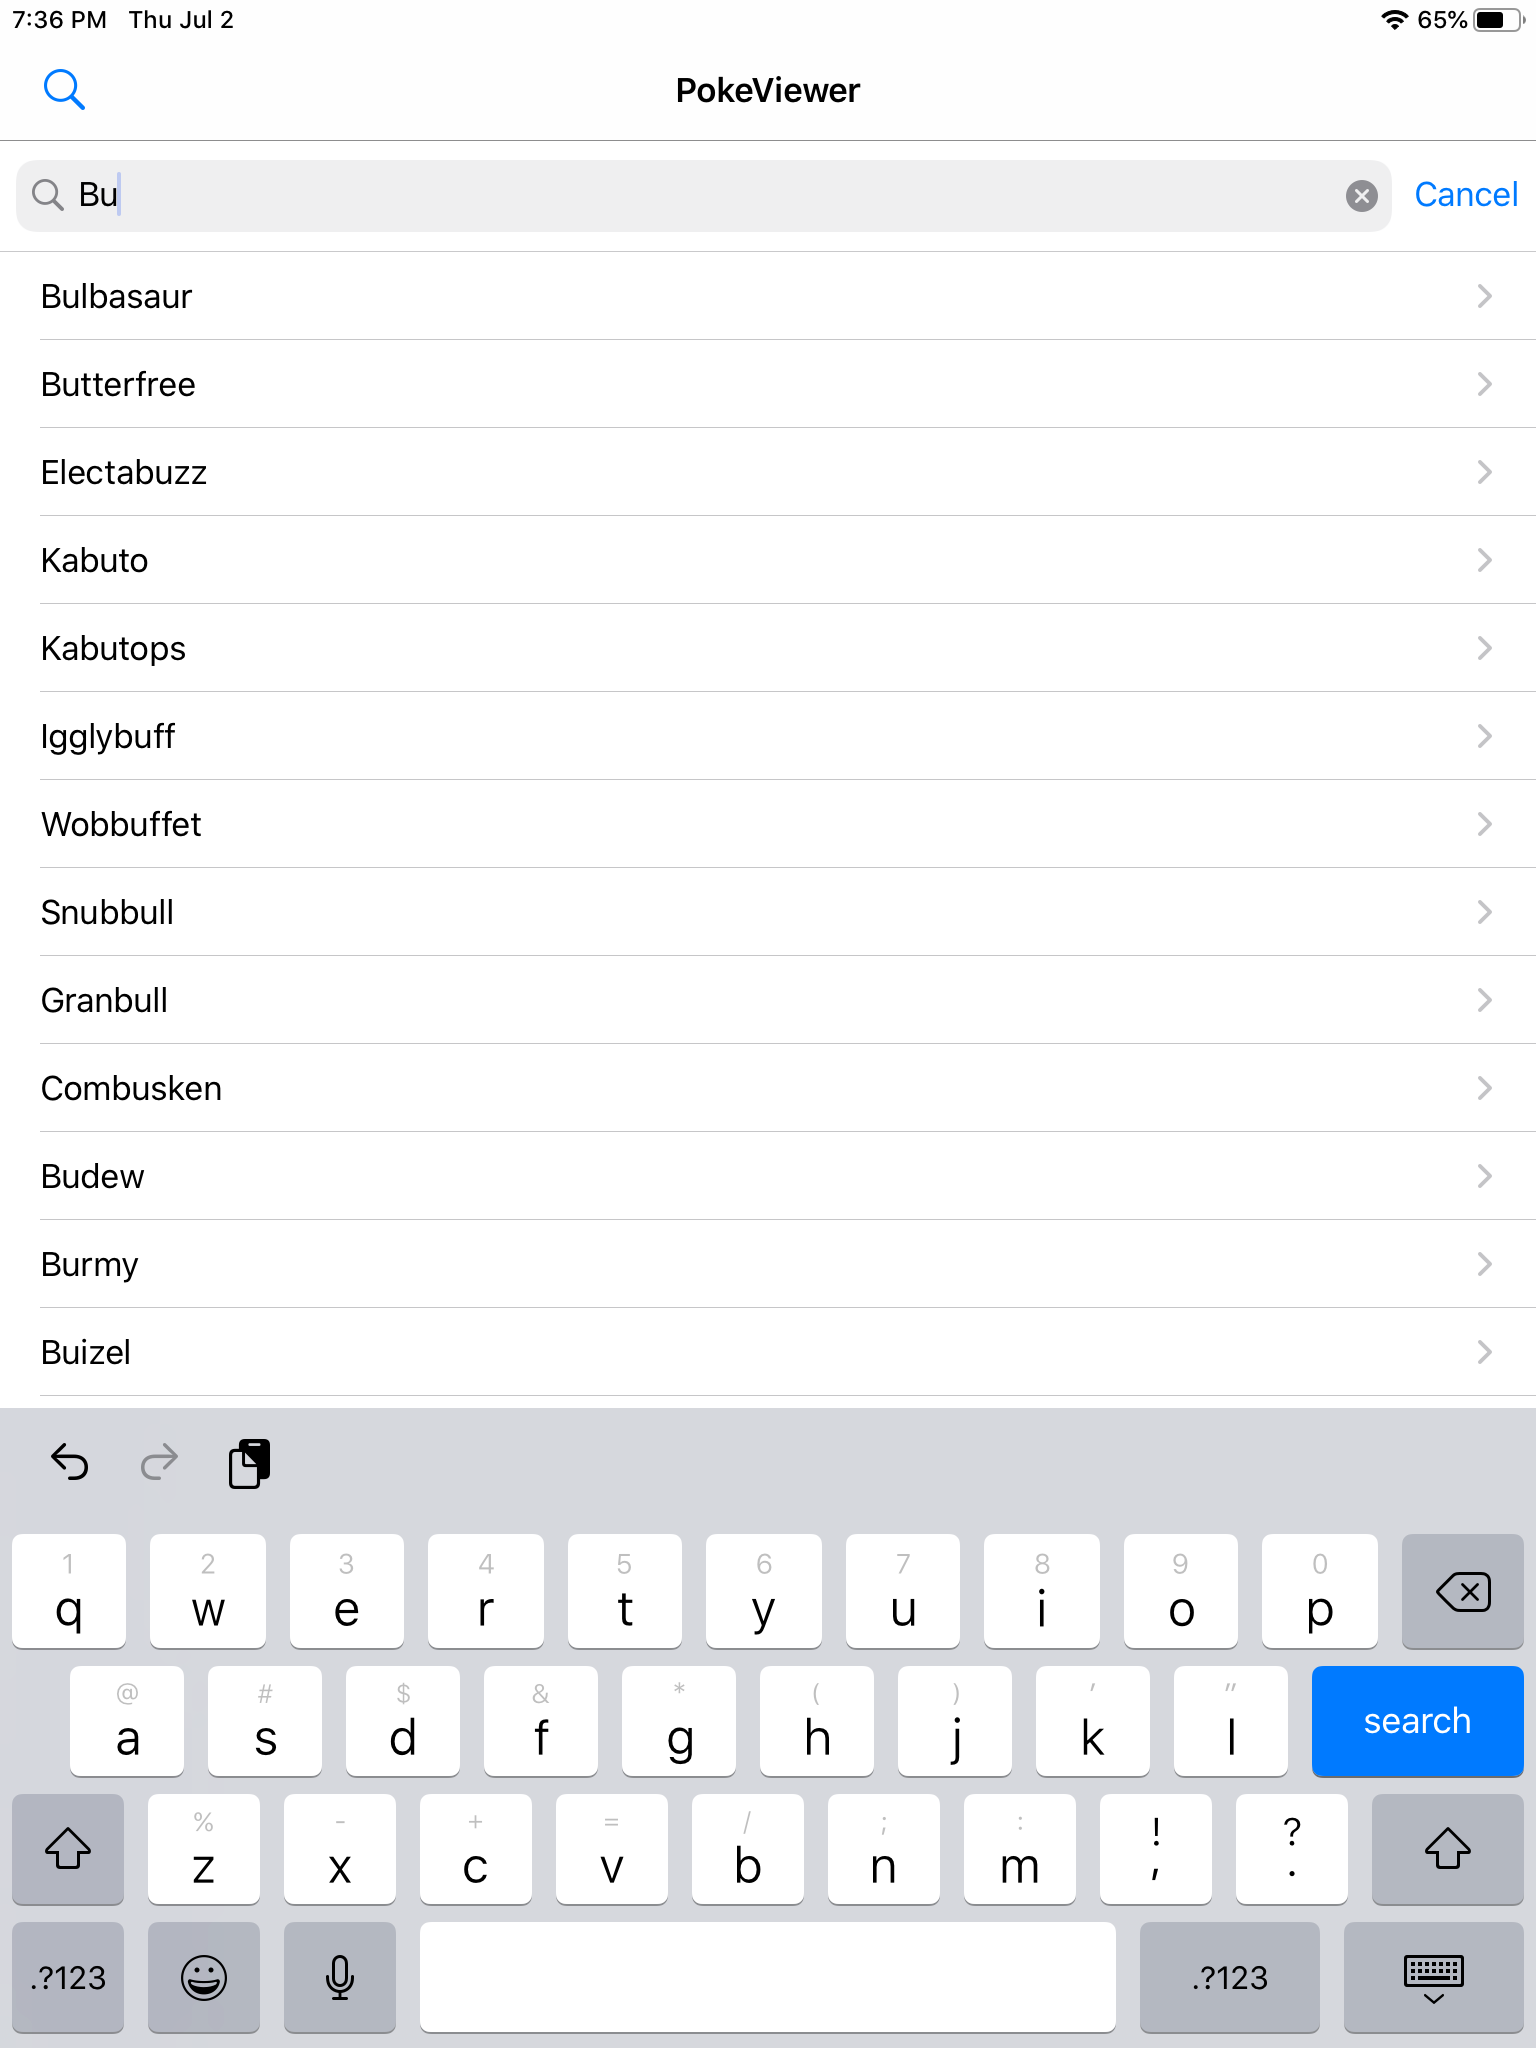 7:36 PM Thu Jul 2 65%
PokeViewer
Bu Cancel
Bulbasaur
Butterfree
Electabuzz
Kabuto
Kabutops
Igglybuff
Wobbuffet
Snubbull
Granbull
Combusken
Budew
Burmy
Buizel
1 2 3 4 5 6 7 8 9 0
q w e r t y u i o p
@ # $ & * ( ) ' "
a s d f g h j k l search
% - + = / ; : ! ?
z x c v b n m , .
.?123 .?123